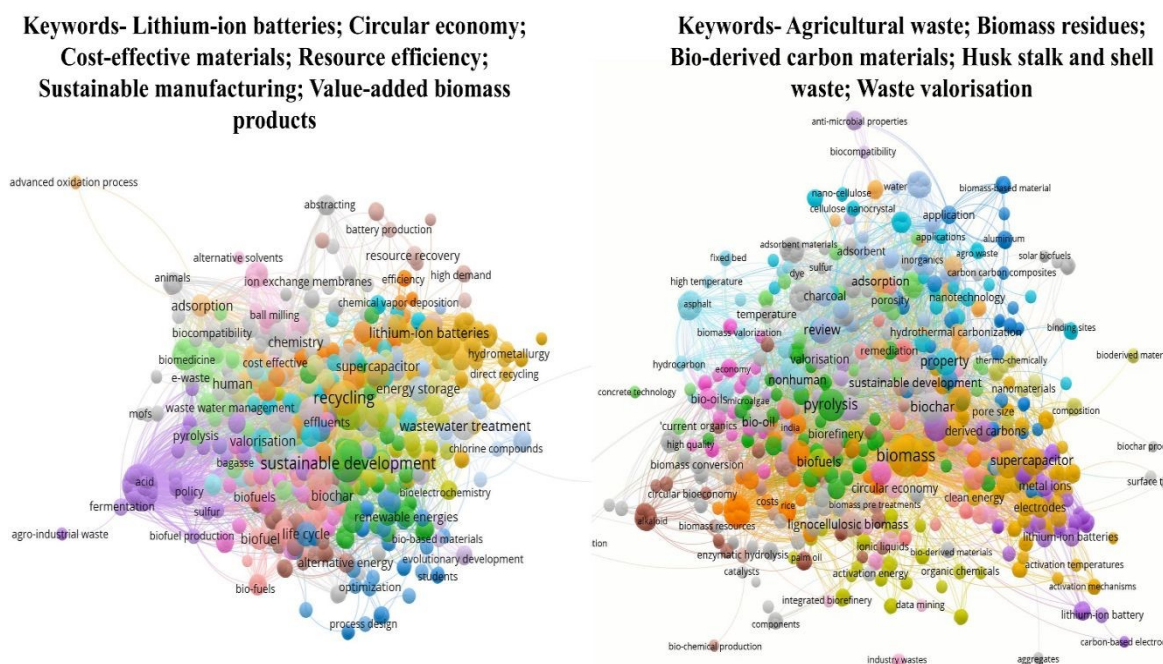 Keywords- Lithium-ion batteries; Circular economy;
Cost-effective materials; Resource efficiency;
Sustainable manufacturing; Value-added biomass
products
advanced oxidation process
abstracting
battery production
alternative solvents
resource recovery
animals
ion exchange membranes
efficiency
high demand
adsorption
ball milling
chemical vapor deposition
biocompatibility
chemistry
lithium-ion batteries
biomedicine
cost effective
supercapacitor
hydrometallurgy
direct recycling
e-waste
human
energy storage
recycling
mofs
waste water management
effluents
wastewater treatment
pyrolysis
valorisation
chlorine compounds
bagasse
sustainable development
acid
policy
biofuels
biochar
bioelectrochemistry
fermentation
sulfur
renewable energies
agro-industrial waste
biofuel production
biofuel
life cycle
bio-based materials
evolutionary development
alternative energy
students
bio-fuels
optimization
process design
Keywords- Agricultural waste; Biomass residues;
Bio-derived carbon materials; Husk stalk and shell
waste; Waste valorisation
anti-microbial properties
biocompatibility
nano-cellulose
water
biomass-based material
cellulose nanocrystal
application
adsorbent materials
adsorbent
applications
aluminium
fixed bed
dye
sulfur
inorganics
agro waste
solar biofuels
high temperature
adsorption
carbon carbon composites
asphalt
charcoal
porosity
nanotechnology
temperature
biomass valorization
review
hydrothermal carbonization
binding sites
hydrocarbon
economy
valorisation
remediation
property
thermo-chemically
bioderived mater
concrete technology
nonhuman
sustainable development
nanomaterials
bio-oils
microalgae
pyrolysis
biochar
pore size
composition
'current organics
bio-oil
india
biorefinery
derived carbons
high quality
biomass
biochar pro
biomass conversion
biofuels
supercapacitor
surface t
circular bioeconomy
circular economy
clean energy
metal ions
costs
rice
biomass pre treatments
electrodes
alkaloid
biomass resources
lignocellulosic biomass
lithium-ion batteries
tion
enzymatic hydrolysis
palm oil
ionic liquids
bio-derived materials
catalysts
activation energy
organic chemicals
activation temperatures
activation mechanisms
integrated biorefinery
data mining
components
lithium-ion battery
bio-chemical production
carbon-based electro
industry wastes
aggregates